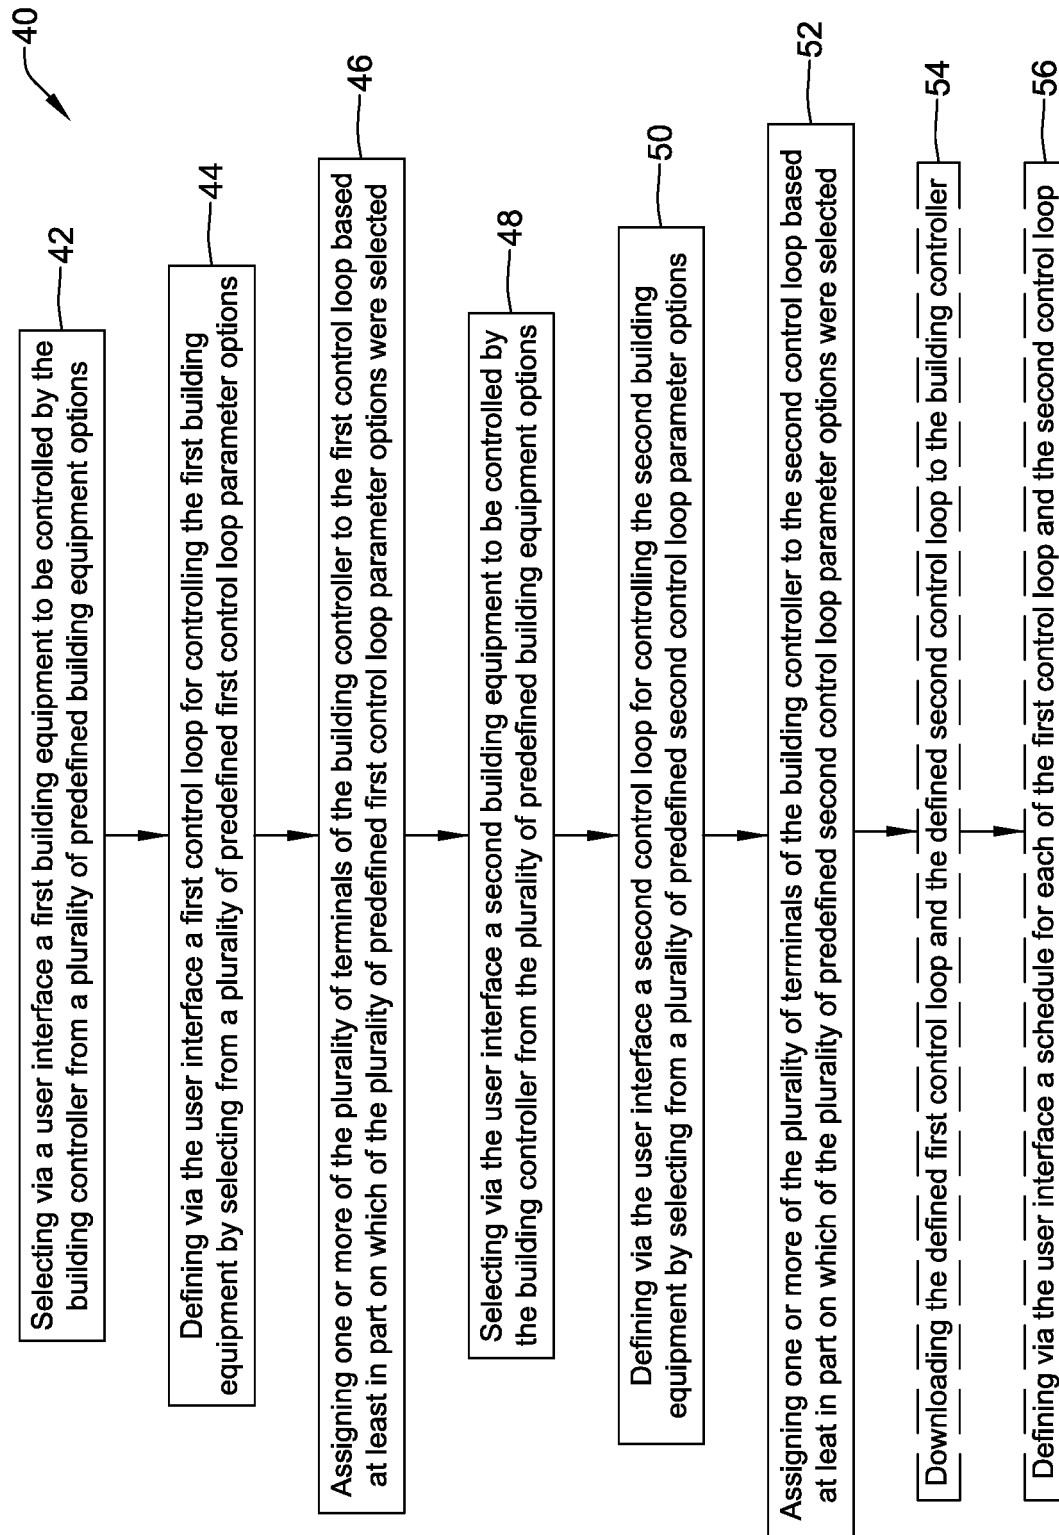 40
Selecting via a user interface a first building equipment to be controlled by the
building controller from a plurality of predefined building equipment options
42
Defining via the user interface a first control loop for controlling the first building
equipment by selecting from a plurality of predefined first control loop parameter options
44
Assigning one or more of the plurality of terminals of the building controller to the first control loop based
at least in part on which of the plurality of predefined first control loop parameter options were selected
46
Selecting via the user interface a second building equipment to be controlled by
the building controller from the plurality of predefined building equipment options
48
Defining via the user interface a second control loop for controlling the second building
equipment by selecting from a plurality of predefined second control loop parameter options
50
Assigning one or more of the plurality of terminals of the building controller to the second control loop based
at leat in part on which of the plurality of predefined second control loop parameter options were selected
52
Downloading the defined first control loop and the defined second control loop to the building controller
54
Defining via the user interface a schedule for each of the first control loop and the second control loop
56